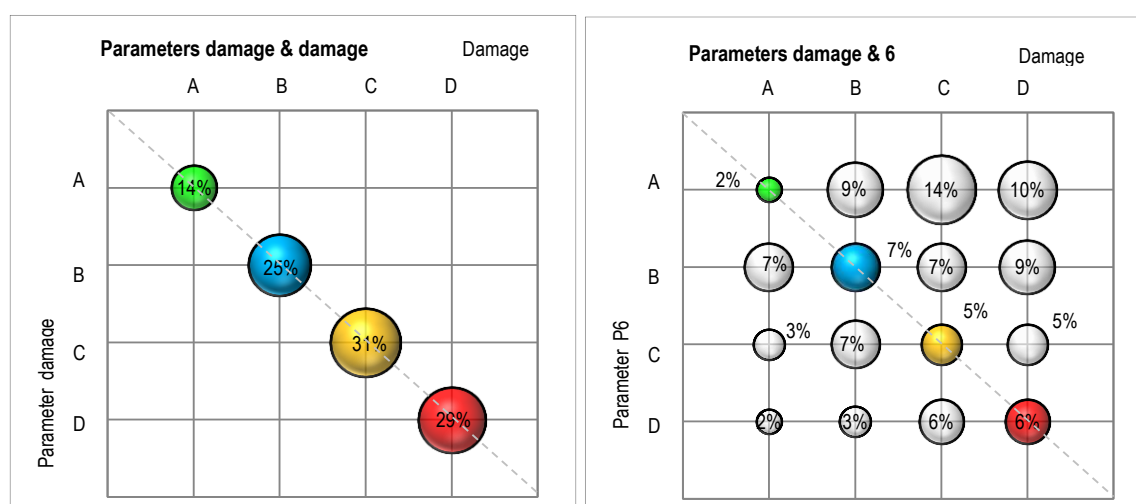 Parameters damage & damage Damage
A B C D
A 14%
B 25%
C 31%
D 29%
Parameter damage
Parameters damage & 6 Damage
A B C D
A 2% 9% 14% 10%
B 7% 7% 7% 9%
C 3% 7% 5% 5%
D 2% 3% 6% 6%
Parameter P6